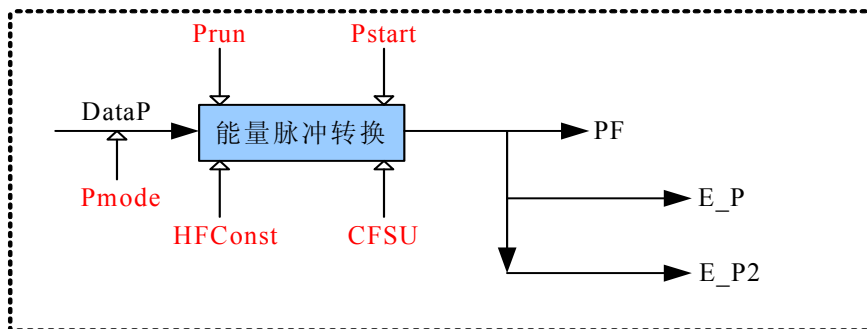 Prun Pstart
DataP
能量脉冲转换
PF
Pmode
E_P
HFConst CFSU
E_P2